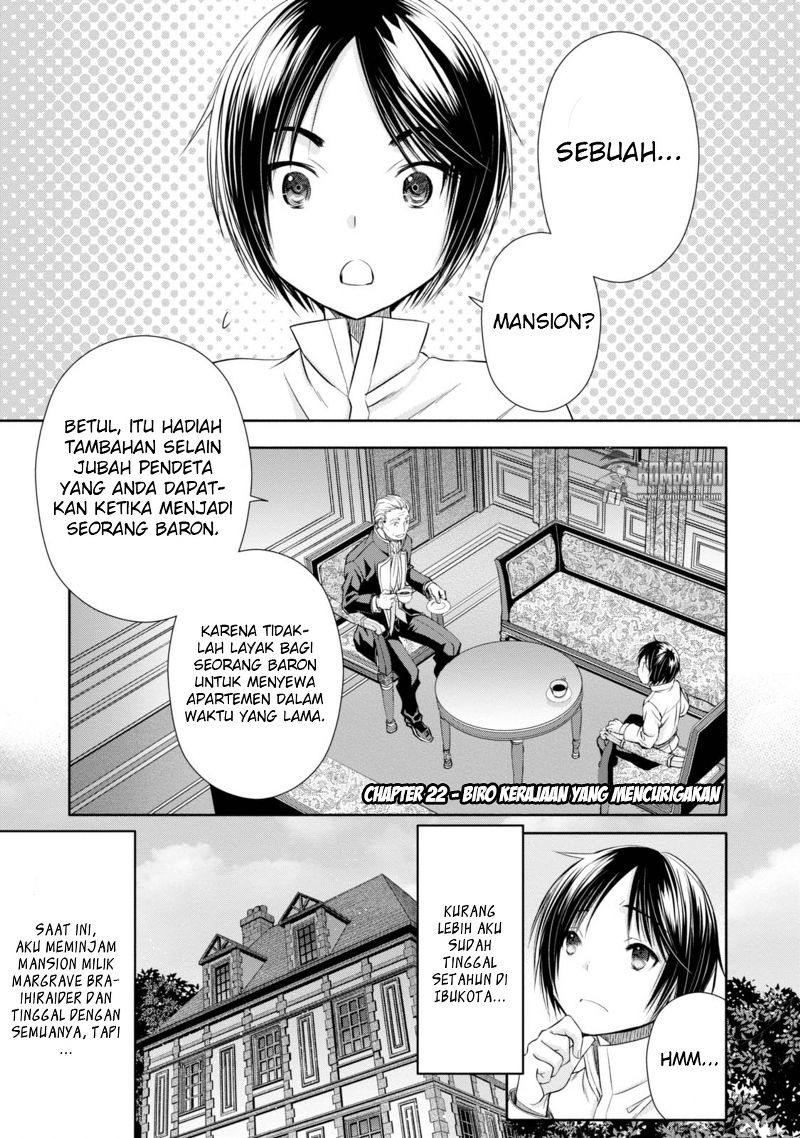 SEBUAH...
MANSION?
BETUL, ITU HADIAH
TAMBAHAN SELAIN
JUBAH PENDETA
YANG ANDA DAPAT-
KAN KETIKA MENJADI
SEORANG BARON.
KARENA TIDAK-
LAH LAYAK BAGI
SEORANG BARON
UNTUK MENYEWA
APARTEMEN DALAM
WAKTU YANG LAMA.
CHAPTER 22 - BIRO KERAJAAN YANG MENCURIGAKAN
KURANG
LEBIH AKU
SUDAH
TINGGAL
SETAHUN DI
IBUKOTA...
HMM...
SAAT INI,
AKU MEMINJAM
MANSION MILIK
MARGRAVE BRA-
IHIRAIDER DAN
TINGGAL DENGAN
SEMUANYA, TAPI
...